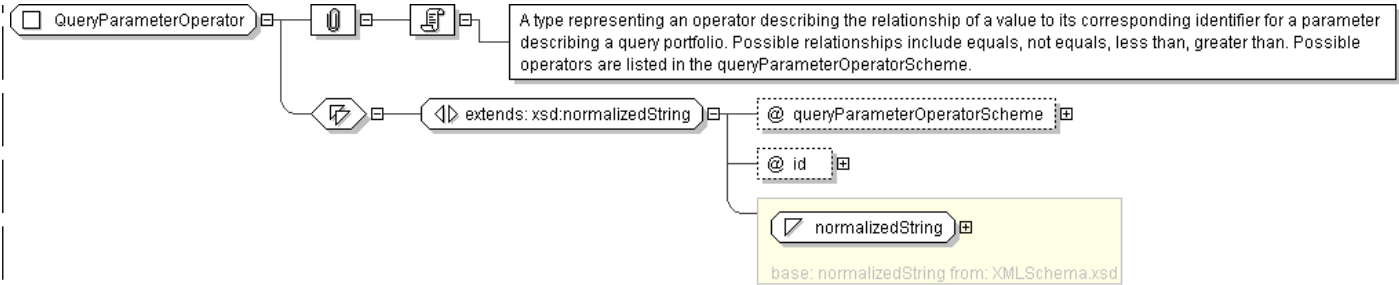 QueryParameterOperator
A type representing an operator describing the relationship of a value to its corresponding identifier for a parameter
describing a query portfolio. Possible relationships include equals, not equals, less than, greater than. Possible
operators are listed in the queryParameterOperatorScheme.
extends: xsd:normalizedString
@ queryParameterOperatorScheme
@ id
normalizedString
base: normalizedString from: XMLSchema.xsd